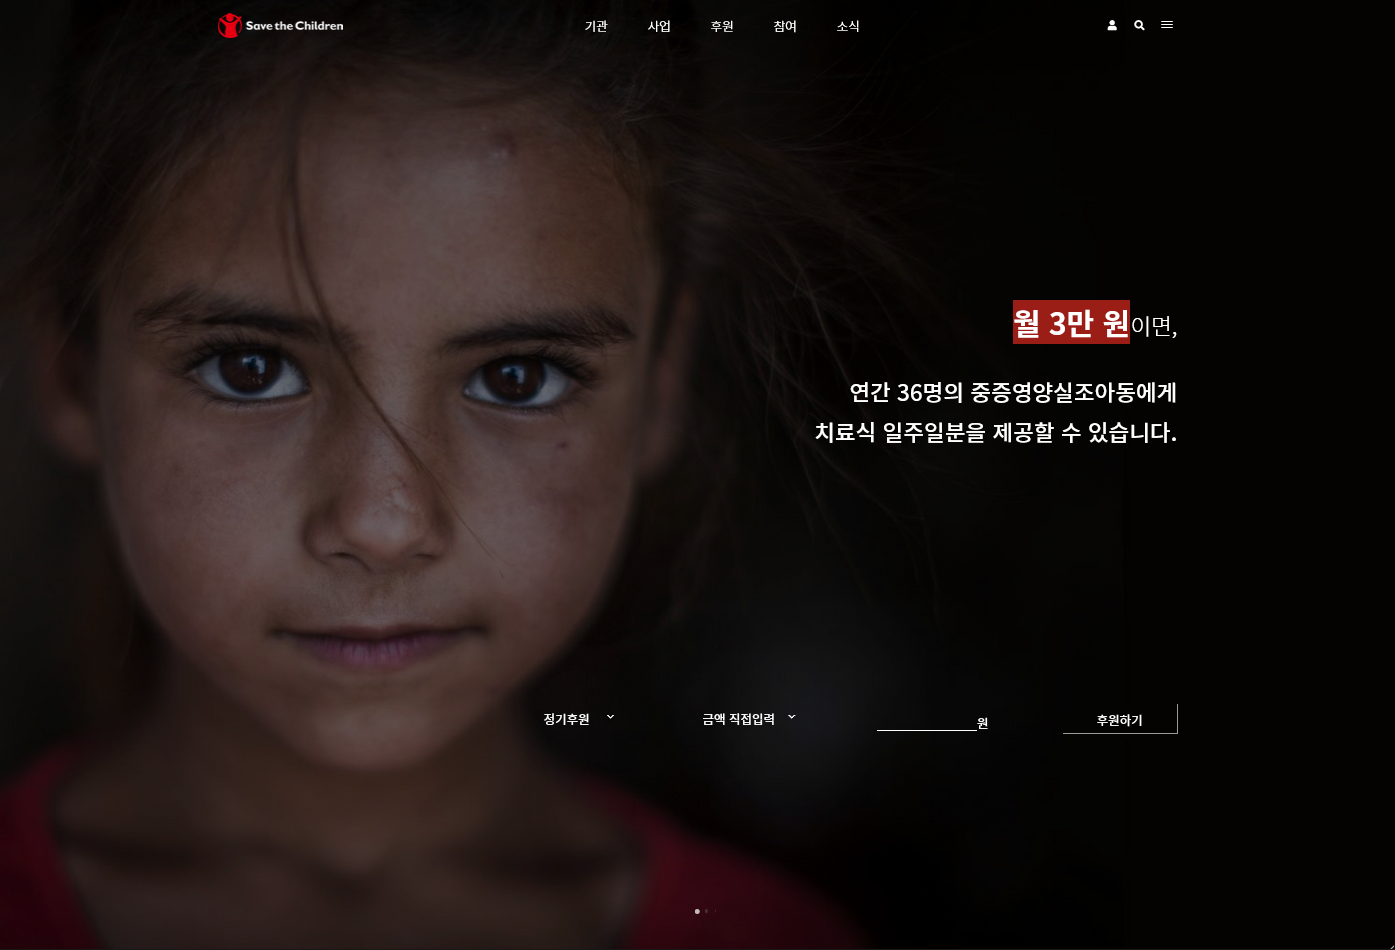 Save the Children
기관 사업 후원 참여 소식
월 3만 원이면,
연간 36명의 중증영양실조아동에게
치료식 일주일분을 제공할 수 있습니다.
정기후원 금액 직접입력 원 후원하기